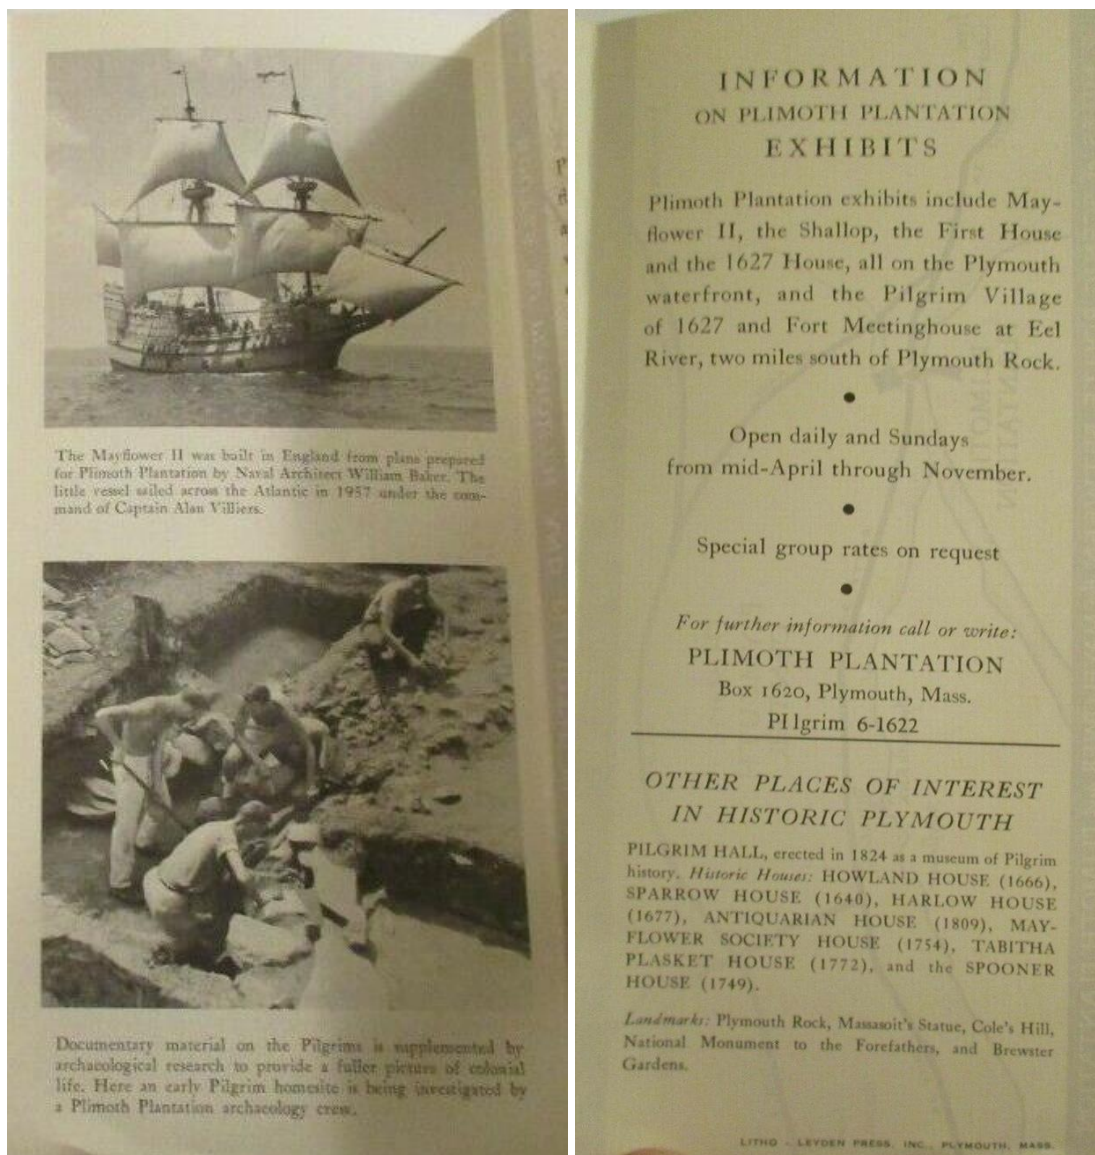 The Mayflower II was built in England from plans prepared
for Plimoth Plantation by Naval Architect William Baker. The
little vessel sailed across the Atlantic in 1957 under the com-
mand of Captain Alan Villiers.
Documentary material on the Pilgrims is supplemented by
archaeological research to provide a fuller picture of colonial
life. Here an early Pilgrim homesite is being investigated by
a Plimoth Plantation archaeology crew.
INFORMATION
ON PLIMOTH PLANTATION
EXHIBITS
Plimoth Plantation exhibits include May-
flower II, the Shallop, the First House
and the 1627 House, all on the Plymouth
waterfront, and the Pilgrim Village
of 1627 and Fort Meetinghouse at Eel
River, two miles south of Plymouth Rock.
Open daily and Sundays
from mid-April through November.
Special group rates on request
For further information call or write:
PLIMOTH PLANTATION
Box 1620, Plymouth, Mass.
PIlgrim 6-1622
OTHER PLACES OF INTEREST
IN HISTORIC PLYMOUTH
PILGRIM HALL, erected in 1824 as a museum of Pilgrim
history. Historic Houses: HOWLAND HOUSE (1666),
SPARROW HOUSE (1640), HARLOW HOUSE
(1677), ANTIQUARIAN HOUSE (1809), MAY-
FLOWER SOCIETY HOUSE (1754), TABITHA
PLASKET HOUSE (1772), and the SPOONER
HOUSE (1749).
Landmarks: Plymouth Rock, Massasoit's Statue, Cole's Hill,
National Monument to the Forefathers, and Brewster
Gardens.
LITHO - LEYDEN PRESS, INC., PLYMOUTH, MASS.